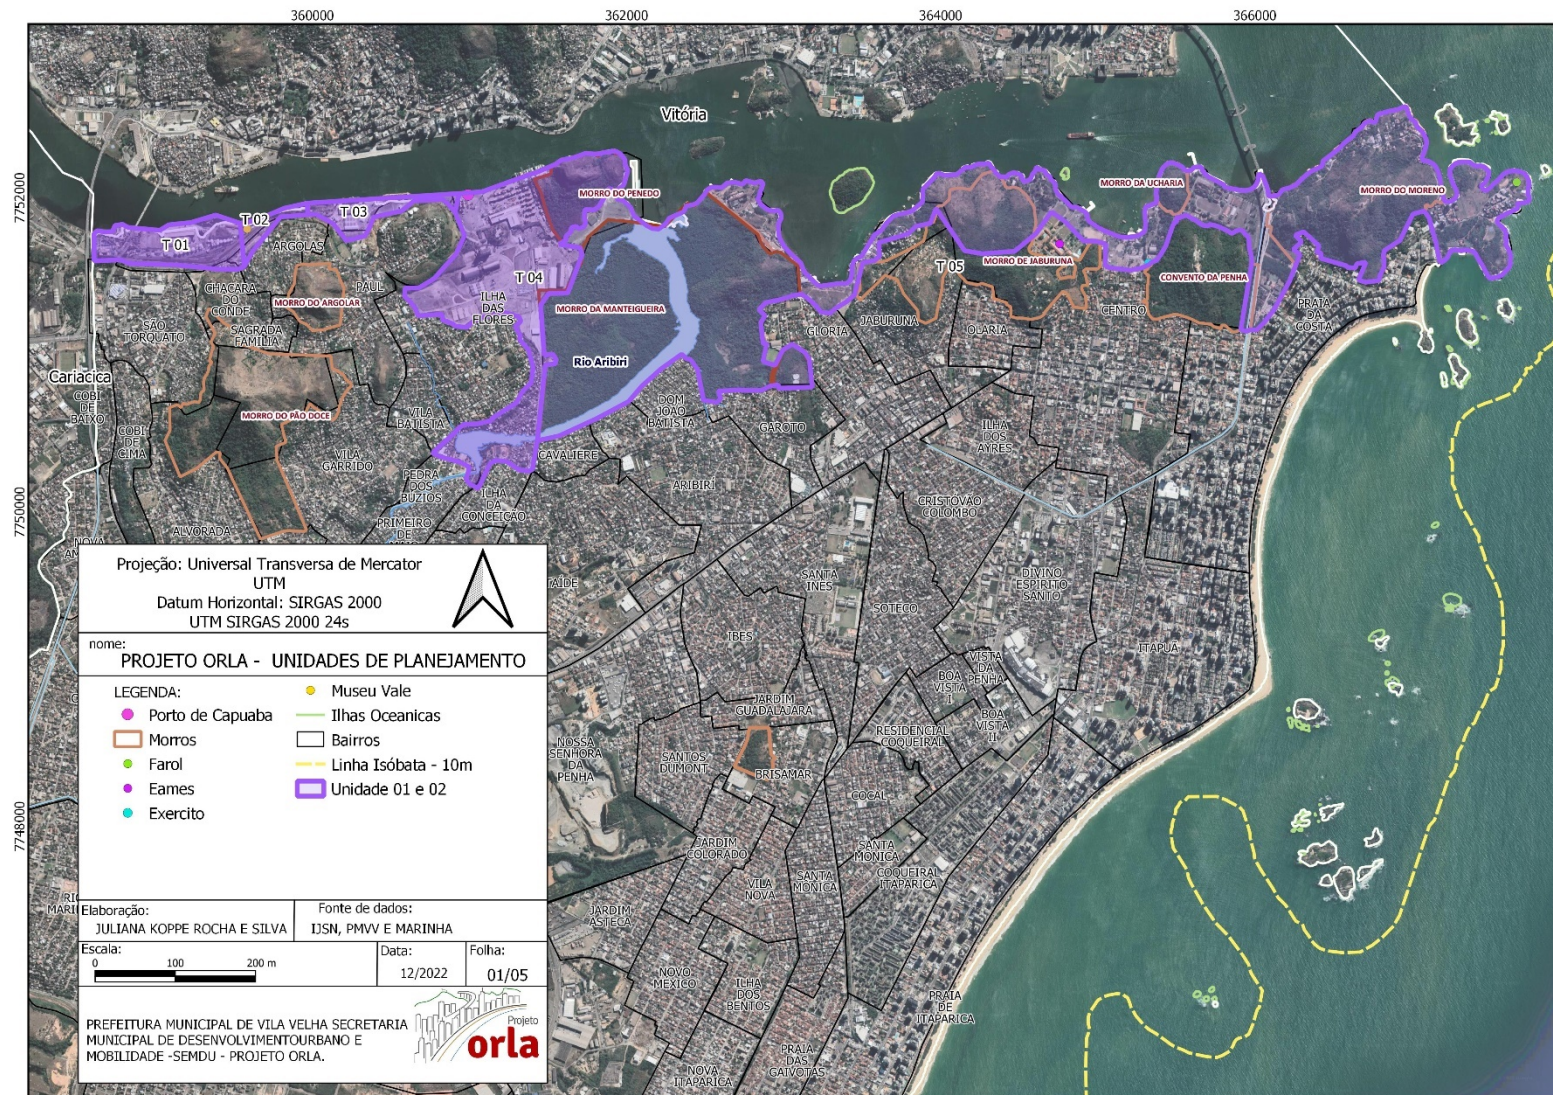 360000
362000
364000
366000
7752000
7750000
7748000
Vitória
MORRO DO PENEDO
MORRO DA UCHARIA
MORRO DO MORENO
T 01
T 02
T 03
T 04
T 05
ARGOLAS
MORRO DE JABURUNA
CONVENTO DA PENHA
CHACARA
DO
CONDE
PAUL
MORRO DO ARGOLAR
ILHA
DAS
FLORES
MORRO DA MANTEIGUEIRA
GLORIA
JABURUNA
OLARIA
CENTRO
PRAIA
DA
COSTA
SÃO
TORQUATO
SAGRADA
FAMILIA
Rio Aribiri
Cariacica
COBI
DE
BAIXO
COBI
DE
CIMA
MORRO DO PÃO DOCE
VILA
BATISTA
DOM
JOAO
BATISTA
GAROTO
ILHA
DOS
AYRES
VILA
GARRIDO
CAVALIERE
PEDRA
DOS
BUZIOS
ARIBIRI
ILHA
DA
CONCEICAO
CRISTOVAO
COLOMBO
ALVORADA
PRIMEIRO
DE
SANTA
INES
SOTECO
DIVINO
ESPIRITO
SANTO
IBES
ITAPUA
VISTA
DA
PENHA
BOA
VISTA
I
BOA
VISTA
II
JARDIM
GUADALAJARA
RESIDENCIAL
COQUEIRAL
NOSSA
SENHORA
DA
PENHA
SANTOS
DUMONT
BRISAMAR
COCAL
JARDIM
COLORADO
SANTA
MONICA
COQUEIRAL
ITAPARICA
VILA
NOVA
SANTA
MONICA
JARDIM
ASTECA
NOVO
MEXICO
ILHA
DOS
BENTOS
PRAIA
DE
ITAPARICA
PRAIA
DAS
GAIVOTAS
NOVA
ITAPARICA
Projeção: Universal Transversa de Mercator
UTM
Datum Horizontal: SIRGAS 2000
UTM SIRGAS 2000 24s
nome:
PROJETO ORLA - UNIDADES DE PLANEJAMENTO
LEGENDA:
Porto de Capuaba
Morros
Farol
Eames
Exercito
Museu Vale
Ilhas Oceanicas
Bairros
Linha Isóbata - 10m
Unidade 01 e 02
Elaboração:
JULIANA KOPPE ROCHA E SILVA
Fonte de dados:
IJSN, PMVV E MARINHA
Escala:
0 100 200 m
Data:
12/2022
Folha:
01/05
PREFEITURA MUNICIPAL DE VILA VELHA SECRETARIA
MUNICIPAL DE DESENVOLVIMENTOURBANO E
MOBILIDADE -SEMDU - PROJETO ORLA.
Projeto
orla